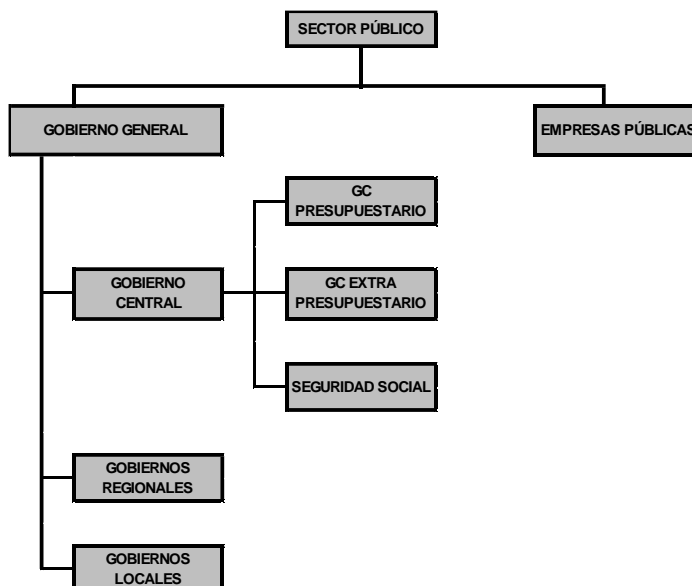 SECTOR PÚBLICO
GOBIERNO GENERAL
EMPRESAS PÚBLICAS
GC
PRESUPUESTARIO
GOBIERNO
CENTRAL
GC EXTRA
PRESUPUESTARIO
SEGURIDAD SOCIAL
GOBIERNOS
REGIONALES
GOBIERNOS
LOCALES